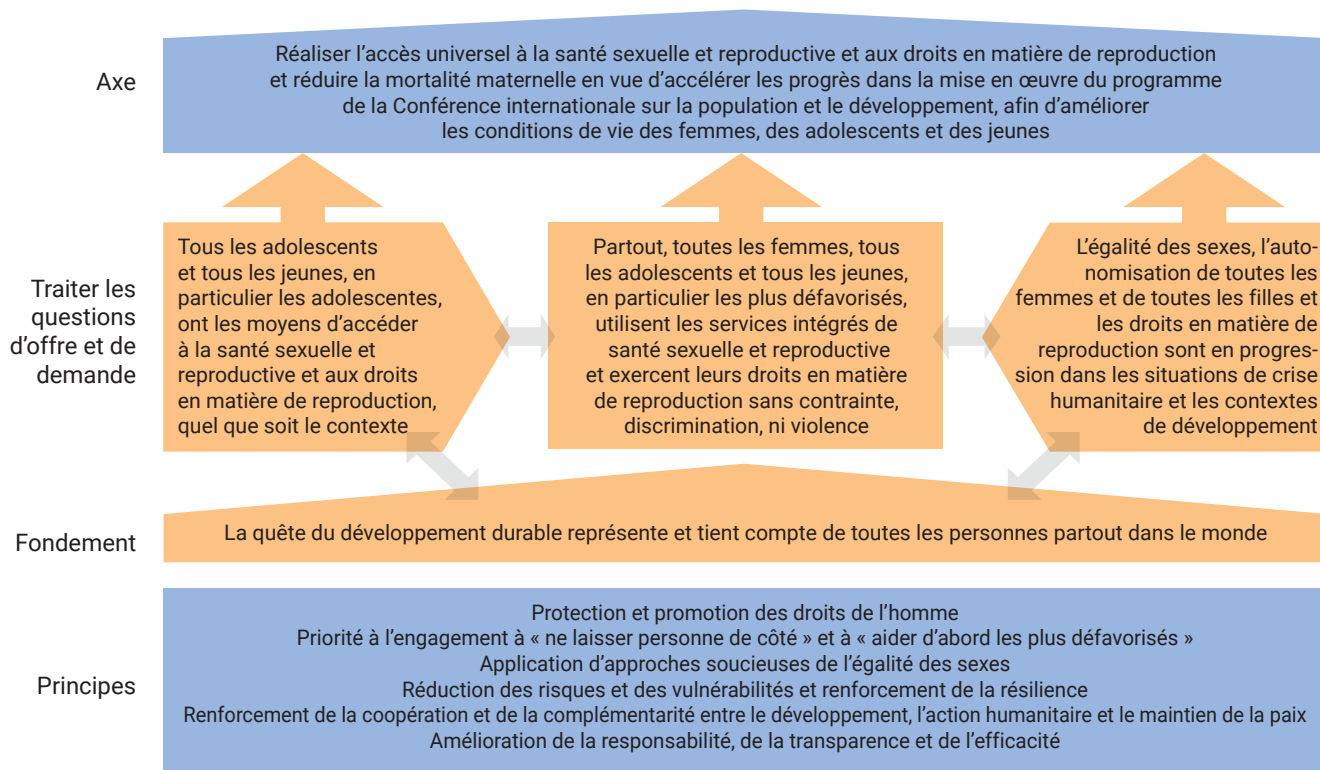 Axe
Réaliser l’accès universel à la santé sexuelle et reproductive et aux droits en matière de reproduction
et réduire la mortalité maternelle en vue d’accélérer les progrès dans la mise en œuvre du programme
de la Conférence internationale sur la population et le développement, afin d’améliorer
les conditions de vie des femmes, des adolescents et des jeunes
Traiter les
questions
d’offre et de
demande
Tous les adolescents
et tous les jeunes, en
particulier les adolescentes,
ont les moyens d’accéder
à la santé sexuelle et
reproductive et aux droits
en matière de reproduction,
quel que soit le contexte
Partout, toutes les femmes, tous
les adolescents et tous les jeunes,
en particulier les plus défavorisés,
utilisent les services intégrés de
santé sexuelle et reproductive
et exercent leurs droits en matière
de reproduction sans contrainte,
discrimination, ni violence
L’égalité des sexes, l’auto-
nomisation de toutes les
femmes et de toutes les filles et
les droits en matière de
reproduction sont en progres-
sion dans les situations de crise
humanitaire et les contextes
de développement
Fondement
La quête du développement durable représente et tient compte de toutes les personnes partout dans le monde
Principes
Protection et promotion des droits de l’homme
Priorité à l’engagement à « ne laisser personne de côté » et à « aider d’abord les plus défavorisés »
Application d’approches soucieuses de l’égalité des sexes
Réduction des risques et des vulnérabilités et renforcement de la résilience
Renforcement de la coopération et de la complémentarité entre le développement, l’action humanitaire et le maintien de la paix
Amélioration de la responsabilité, de la transparence et de l’efficacité